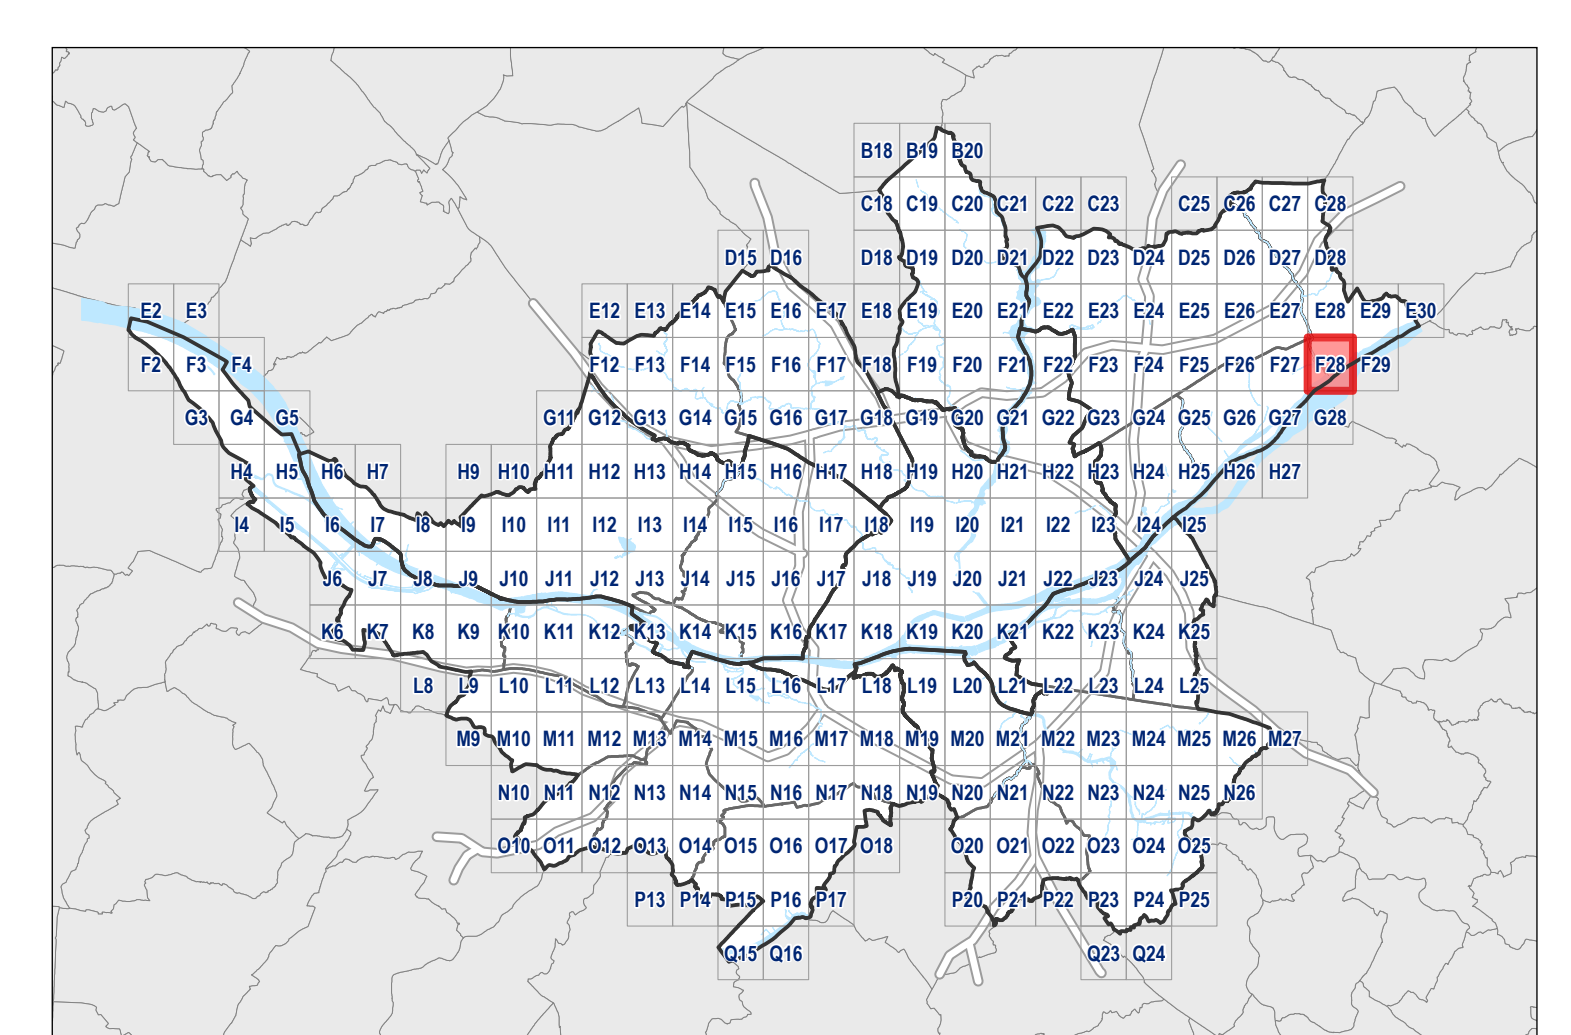 B18 B19 B20
C18 C19 C20 C21 C22 C23 C25 C26 C27 C28
D15 D16 D18 D19 D20 D21 D22 D23 D24 D25 D26 D27 D28
E2 E3 E12 E13 E14 E15 E16 E17 E18 E19 E20 E21 E22 E23 E24 E25 E26 E27 E28 E29 E30
F2 F3 F4 F12 F13 F14 F15 F16 F17 F18 F19 F20 F21 F22 F23 F24 F25 F26 F27 F28 F29
G3 G4 G5 G11 G12 G13 G14 G15 G16 G17 G18 G19 G20 G21 G22 G23 G24 G25 G26 G27 G28
H4 H5 H6 H7 H9 H10 H11 H12 H13 H14 H15 H16 H17 H18 H19 H20 H21 H22 H23 H24 H25 H26 H27
I4 I5 I6 I7 I8 I9 I10 I11 I12 I13 I14 I15 I16 I17 I18 I19 I20 I21 I22 I23 I24 I25
J6 J7 J8 J9 J10 J11 J12 J13 J14 J15 J16 J17 J18 J19 J20 J21 J22 J23 J24 J25
K6 K7 K8 K9 K10 K11 K12 K13 K14 K15 K16 K17 K18 K19 K20 K21 K22 K23 K24 K25
L8 L9 L10 L11 L12 L13 L14 L15 L16 L17 L18 L19 L20 L21 L22 L23 L24 L25
M9 M10 M11 M12 M13 M14 M15 M16 M17 M18 M19 M20 M21 M22 M23 M24 M25 M26 M27
N10 N11 N12 N13 N14 N15 N16 N17 N18 N19 N20 N21 N22 N23 N24 N25 N26
O10 O11 O12 O13 O14 O15 O16 O17 O18 O20 O21 O22 O23 O24 O25
P13 P14 P15 P16 P17 P20 P21 P22 P23 P24 P25
Q15 Q16 Q23 Q24